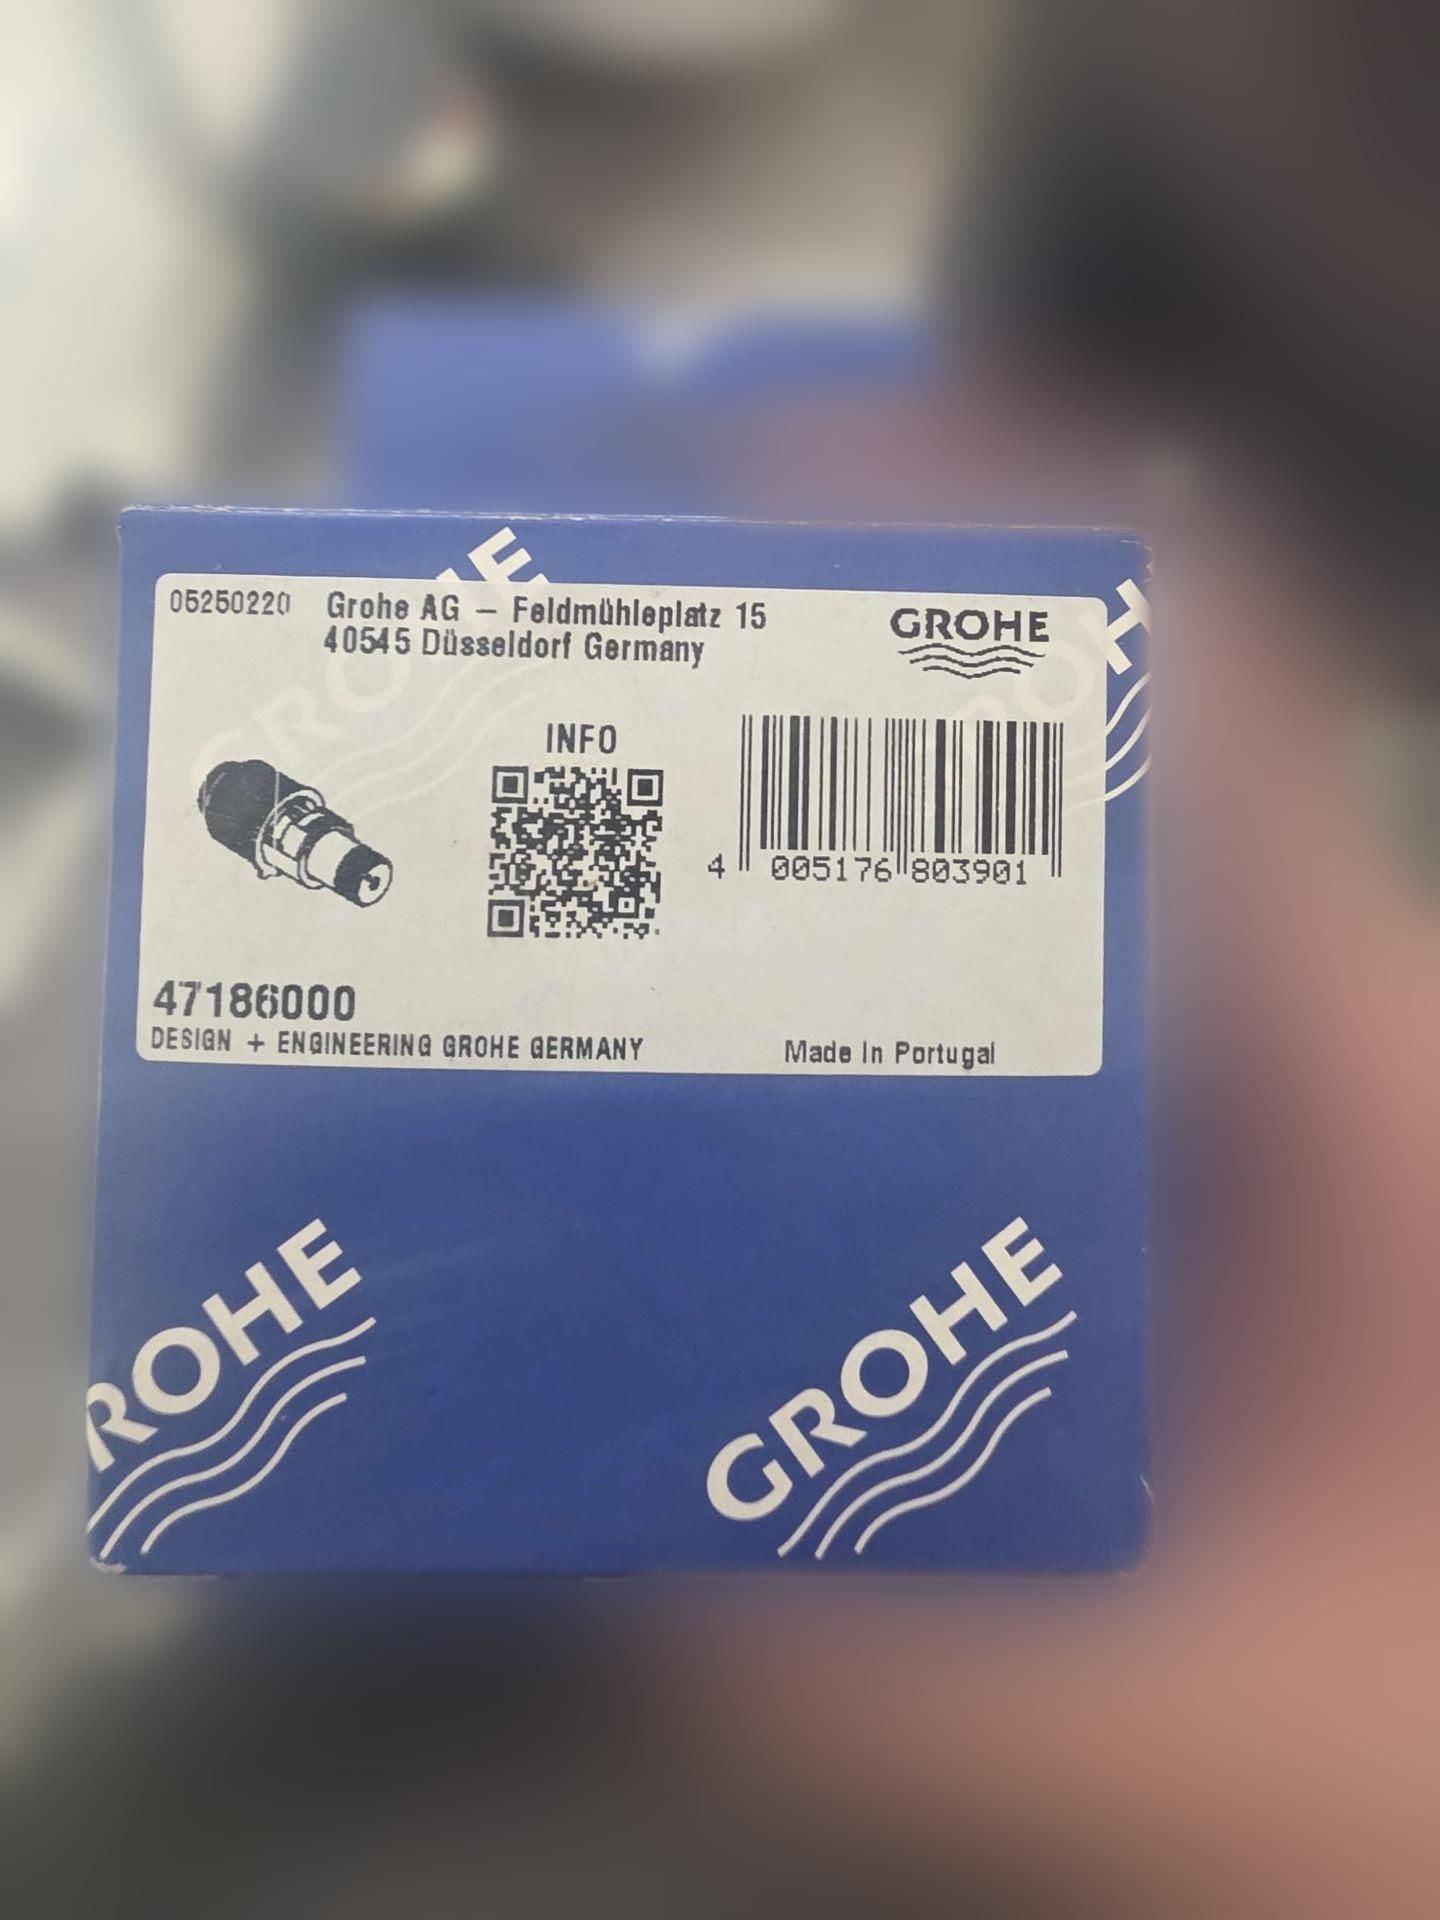 GROHE
05250220
Grohe AG – Feldmühleplatz 15
40545 Düsseldorf Germany
GROHE
INFO
4 005176 803901
47186000
DESIGN + ENGINEERING GROHE GERMANY
Made in Portugal
GROHE
GROHE